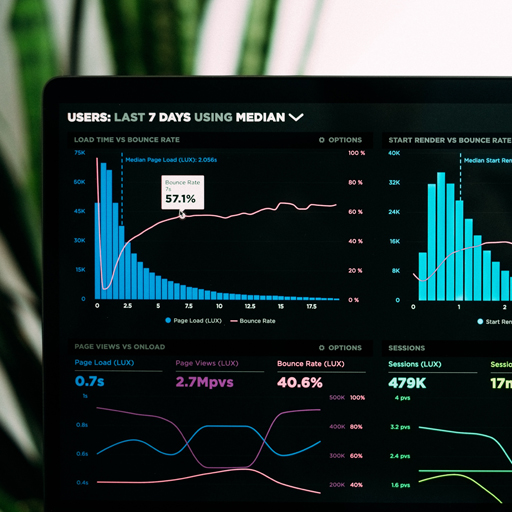 USERS: LAST 7 DAYS USING MEDIAN
LOAD TIME VS BOUNCE RATE
OPTIONS
75K
60K
45K
30K
15K
0
Median Page Load (LUX): 2.056s
Bounce Rate
7s
57.1%
100 %
80 %
60 %
40 %
20 %
0 %
0 2.5 5 7.5 10 12.5 15 17.5
Page Load (LUX) Bounce Rate
START RENDER VS BOUNCE RATE
40K
32K
24K
16K
8K
0
Median Start Ren
0 1 2
Start Ren
PAGE VIEWS VS ONLOAD
OPTIONS
Page Load (LUX) Page Views (LUX) Bounce Rate (LUX)
0.7s 2.7Mpvs 40.6%
1s
0.8s
0.6s
0.4s
500K 100%
400K 80%
300K 60%
200K 40%
SESSIONS
Sessions (LUX) Sessio
479K 17m
4 pvs
3.2 pvs
2.4 pvs
1.6 pvs